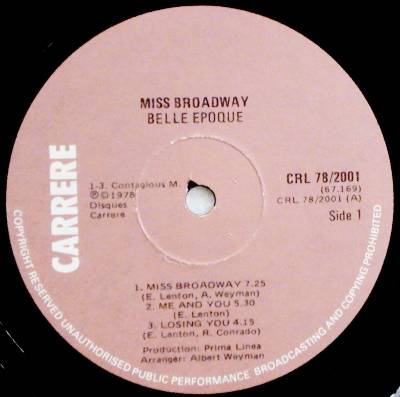 MISS BROADWAY
BELLE EPOQUE
CARRERE
1-3. Contagious M.
℗©1978
Disques
Carrere
CRL 78/2001
(67.169)
CRL 78/2001 (A)
Side 1
1. MISS BROADWAY 7.25
(E. Lenton, A. Weyman)
2. ME AND YOU 5.30
(E. Lenton)
3. LOSING YOU 4.15
(E. Lenton, R. Conrado)
Production: Prima Linea
Arranger: Albert Weyman
COPYRIGHT RESERVED UNAUTHORISED PUBLIC PERFORMANCE BROADCASTING AND COPYING PROHIBITED